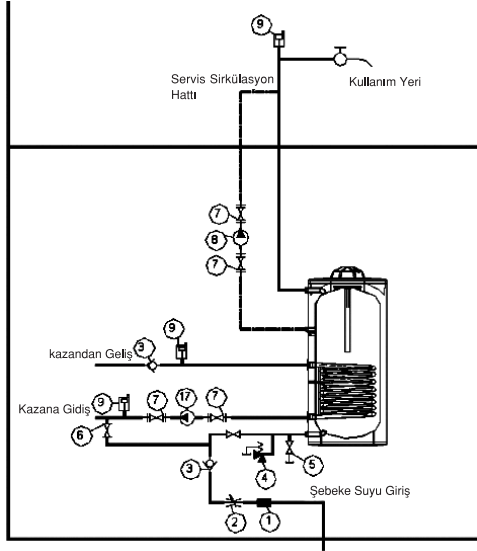 9
Servis Sirkülasyon
Hattı
Kullanım Yeri
7
8
7
9
kazandan Geliş
3
Kazana Gidiş
9
7
17
7
6
3
4
5
Şebeke Suyu Giriş
2
1